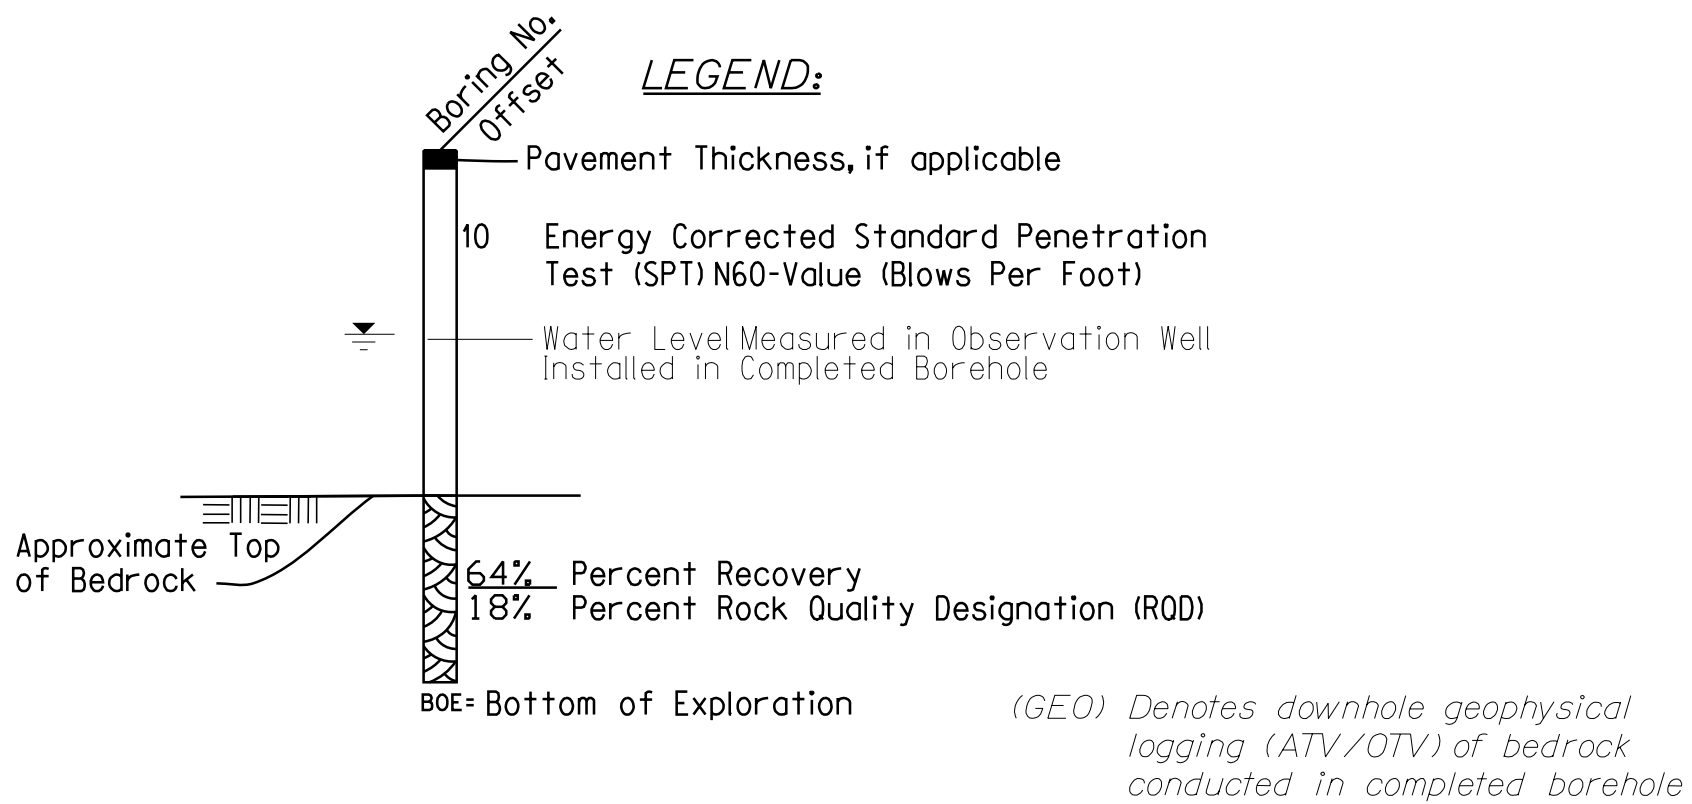 Boring No.
Offset
LEGEND:
Pavement Thickness, if applicable
10 Energy Corrected Standard Penetration
Test (SPT) N60-Value (Blows Per Foot)
Water Level Measured in Observation Well
Installed in Completed Borehole
Approximate Top
of Bedrock
64% Percent Recovery
18% Percent Rock Quality Designation (RQD)
BOE= Bottom of Exploration
(GEO) Denotes downhole geophysical
logging (ATV/OTV) of bedrock
conducted in completed borehole